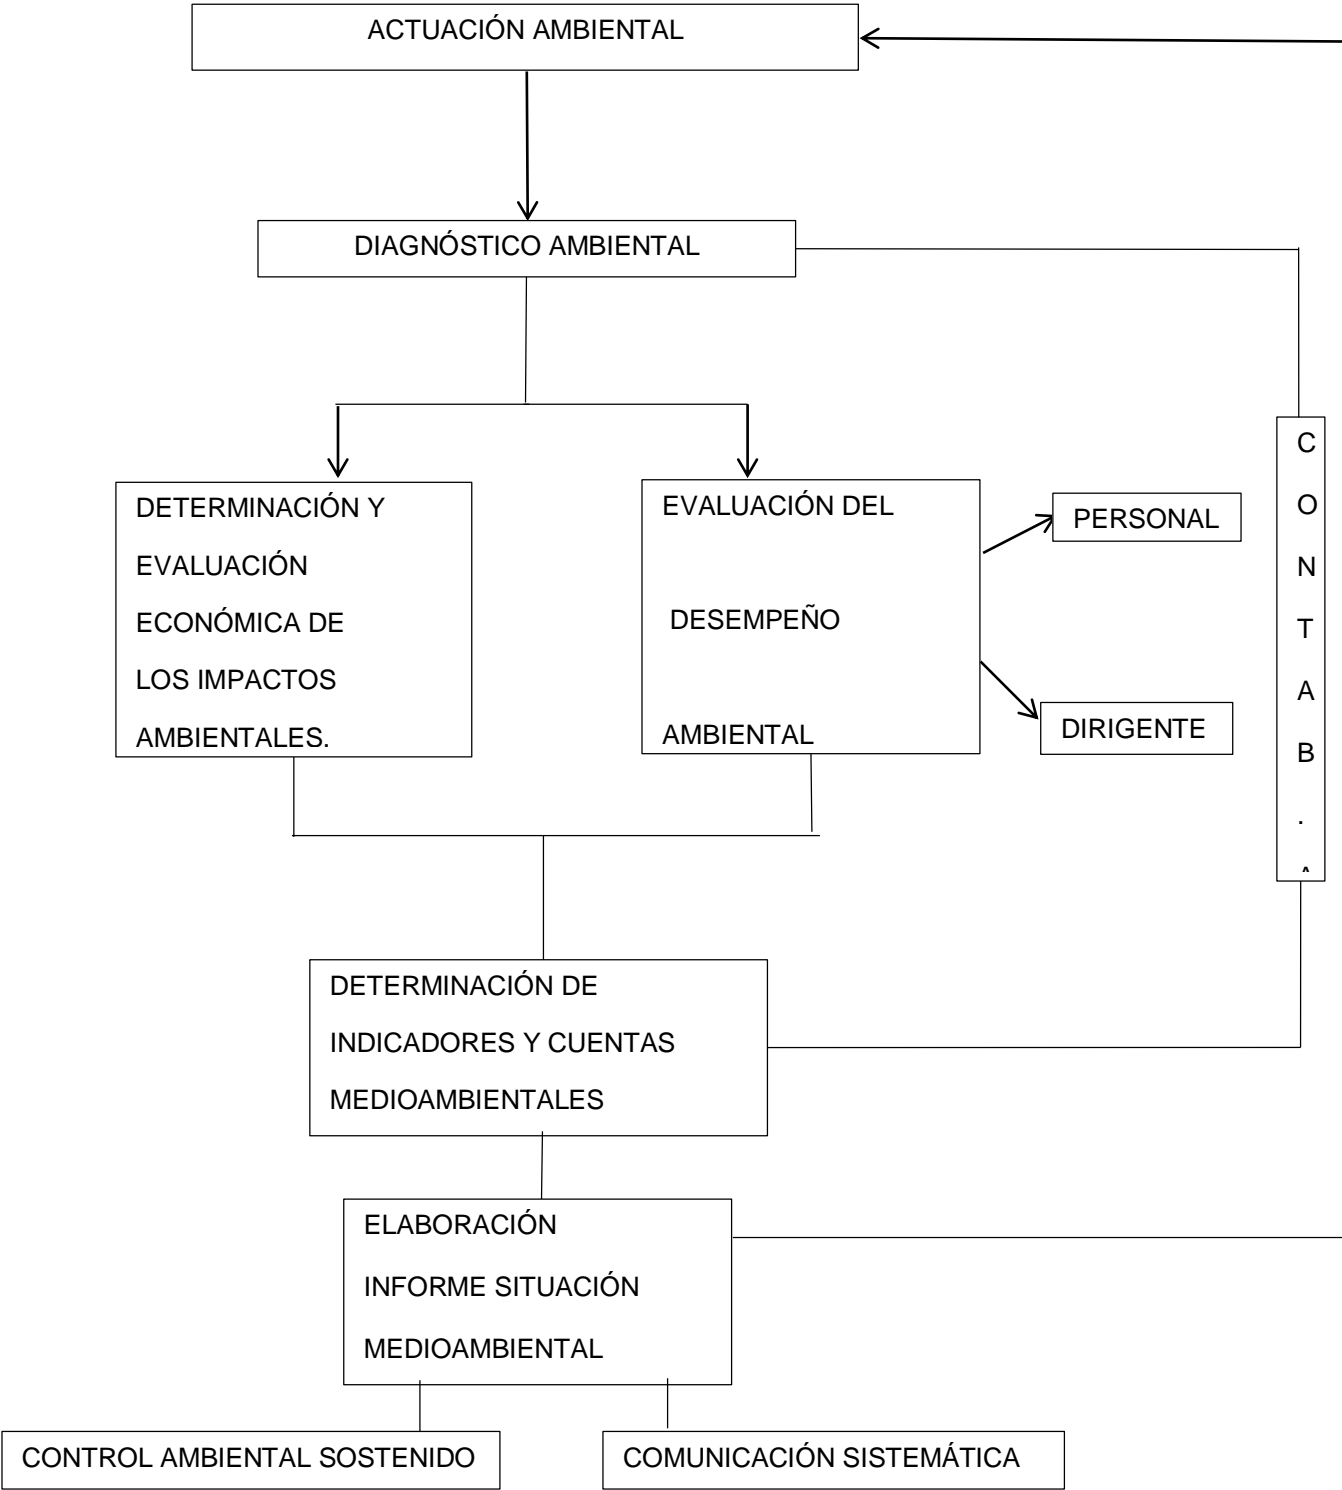 ACTUACIÓN AMBIENTAL
DIAGNÓSTICO AMBIENTAL
DETERMINACIÓN Y
EVALUACIÓN
ECONÓMICA DE
LOS IMPACTOS
AMBIENTALES.
EVALUACIÓN DEL
DESEMPEÑO
AMBIENTAL
PERSONAL
DIRIGENTE
C
O
N
T
A
B
.
DETERMINACIÓN DE
INDICADORES Y CUENTAS
MEDIOAMBIENTALES
ELABORACIÓN
INFORME SITUACIÓN
MEDIOAMBIENTAL
CONTROL AMBIENTAL SOSTENIDO
COMUNICACIÓN SISTEMÁTICA